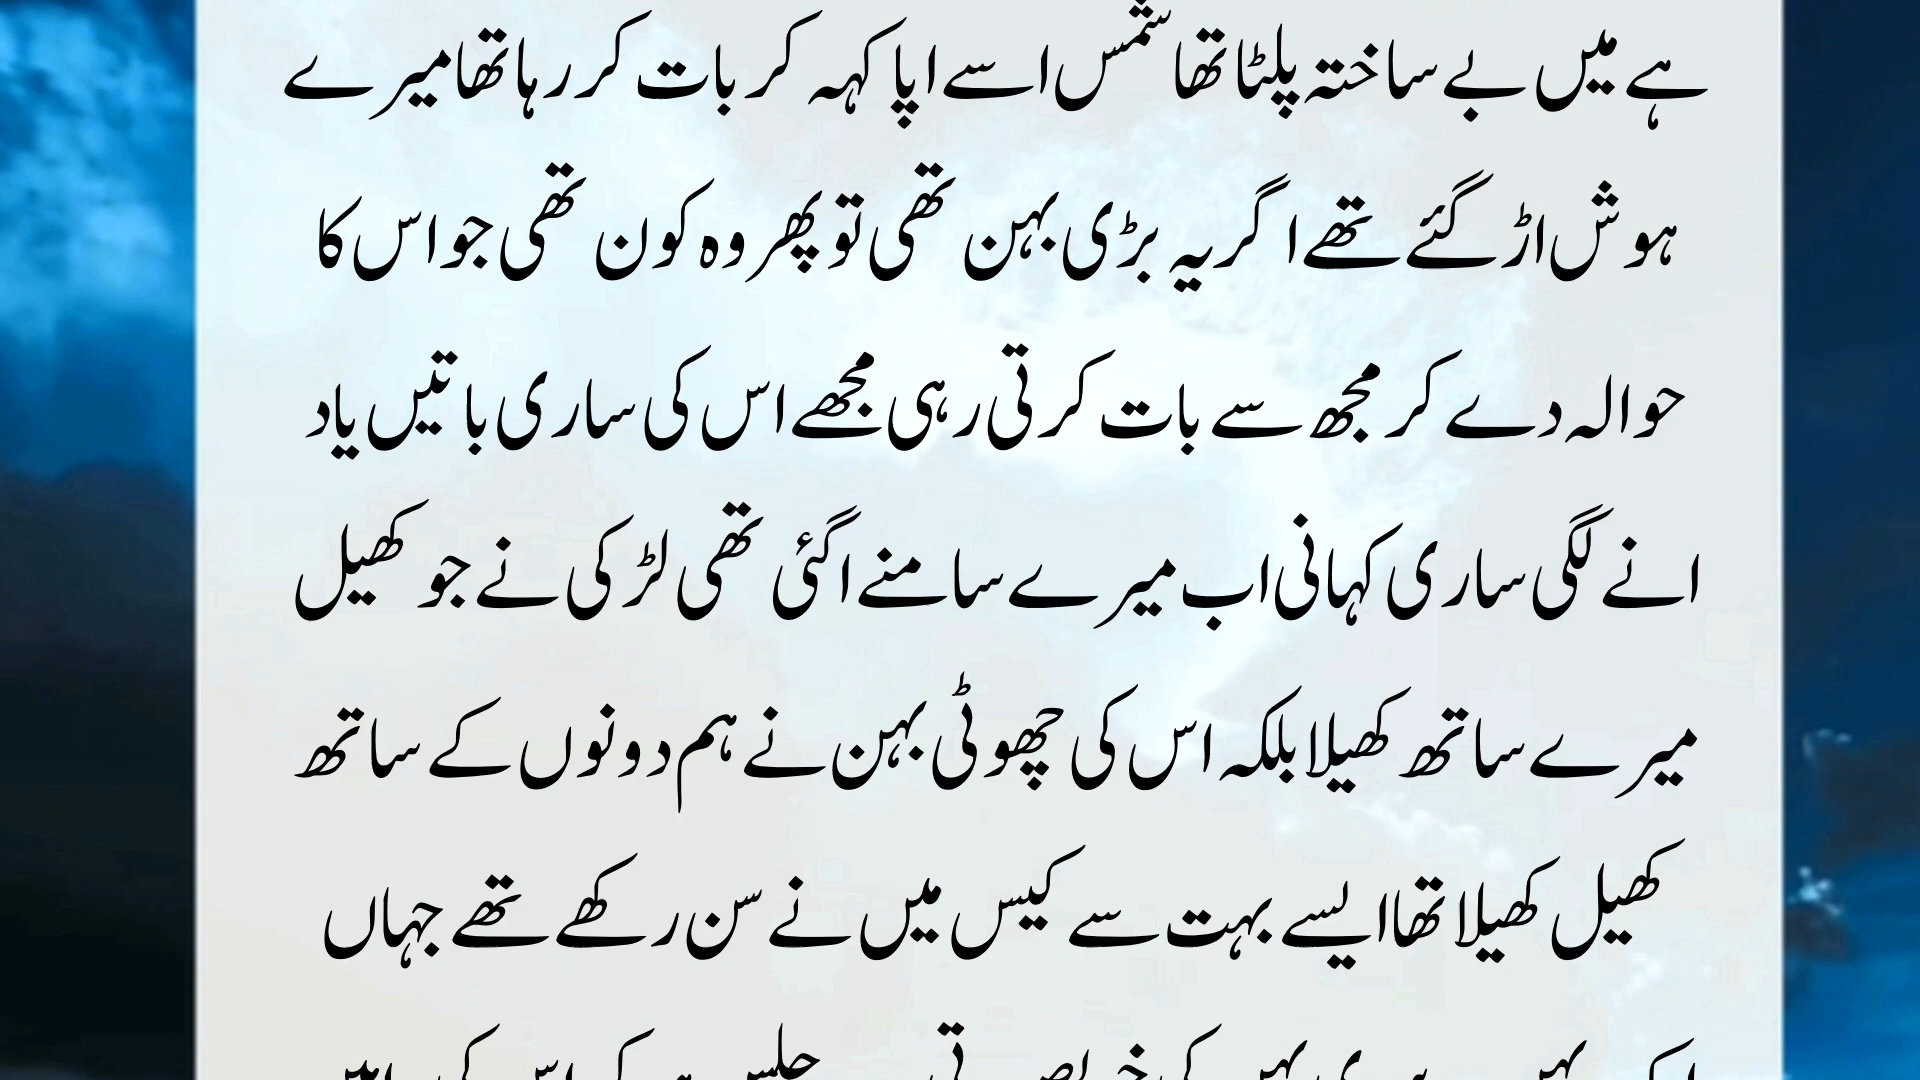 ہے میں بے ساختہ پلٹا تھا شمس اسے اپا کہہ کر بات کر رہا تھا میرے
ہوش اڑ گئے تھے اگر یہ بڑی بہن تھی تو پھر وہ کون تھی جو اس کا
حوالہ دے کر مجھ سے بات کرتی رہی مجھے اس کی ساری باتیں یاد
انے لگی ساری کہانی اب میرے سامنے اگئی تھی لڑکی نے جو کھیل
میرے ساتھ کھیلا بلکہ اس کی چھوٹی بہن نے ہم دونوں کے ساتھ
کھیل کھیلا تھا ایسے بہت سے کیس میں نے سن رکھے تھے جہاں